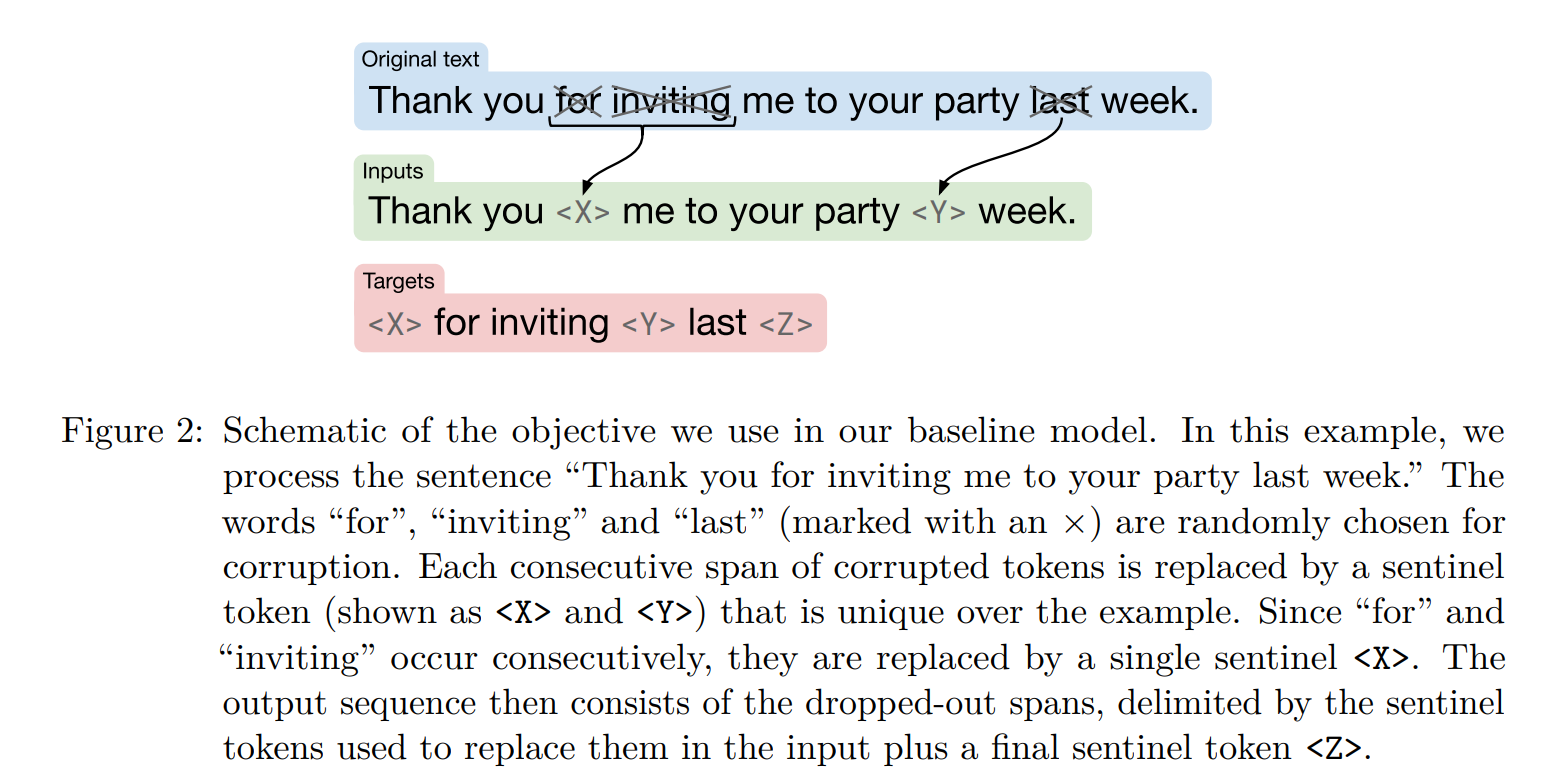 Original text
Thank you for inviting me to your party last week.
Inputs
Thank you <X> me to your party <Y> week.
Targets
<X> for inviting <Y> last <Z>
Figure 2: Schematic of the objective we use in our baseline model. In this example, we
process the sentence “Thank you for inviting me to your party last week.” The
words “for”, “inviting” and “last” (marked with an ×) are randomly chosen for
corruption. Each consecutive span of corrupted tokens is replaced by a sentinel
token (shown as <X> and <Y>) that is unique over the example. Since “for” and
“inviting” occur consecutively, they are replaced by a single sentinel <X>. The
output sequence then consists of the dropped-out spans, delimited by the sentinel
tokens used to replace them in the input plus a final sentinel token <Z>.